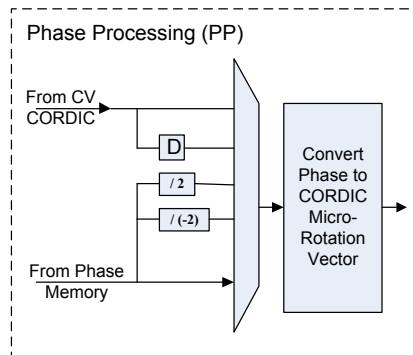 Phase Processing (PP)
From CV
CORDIC
D
/ 2
/ (-2)
From Phase
Memory
Convert
Phase to
CORDIC
Micro-
Rotation
Vector